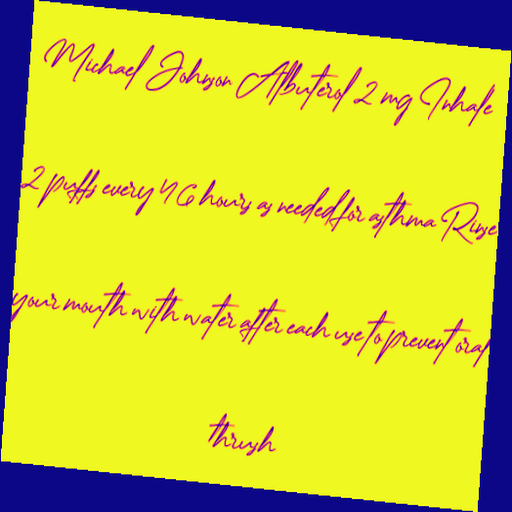 Michael Johnson Albuterol 2 mg Inhale
2 puffs every 4 6 hours as needed for asthma Rinse
your mouth with water after each use to prevent oral
thrush